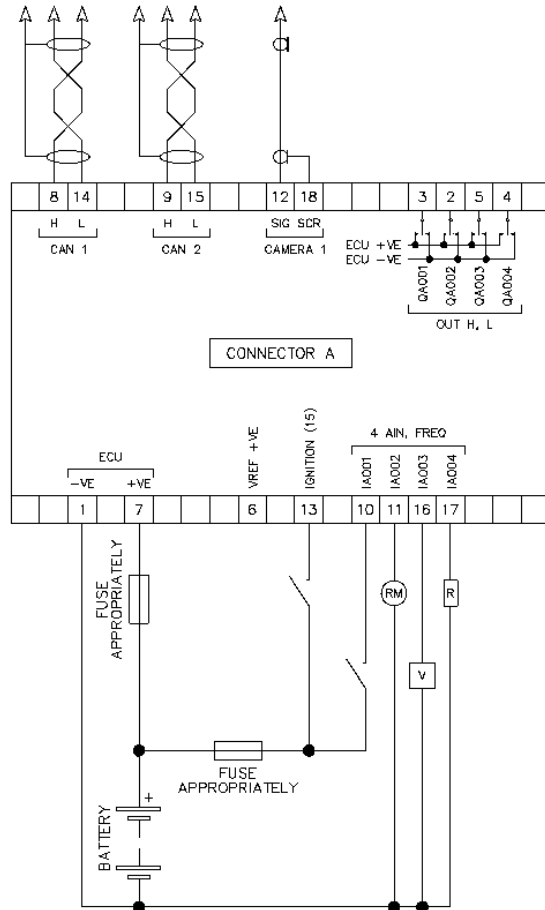 8 14 9 15 12 18 3 2 5 4
H L H L SIG SCR
CAN 1 CAN 2 CAMERA 1
ECU +VE
ECU -VE
QA001
QA002
QA003
QA004
OUT H, L
CONNECTOR A
ECU
-VE +VE
VREF +VE
IGNITION (15)
4 AIN, FREQ
IA001
IA002
IA003
IA004
1 7 6 13 10 11 16 17
FUSE
APPROPRIATELY
RM
R
V
FUSE
APPROPRIATELY
+
BATTERY